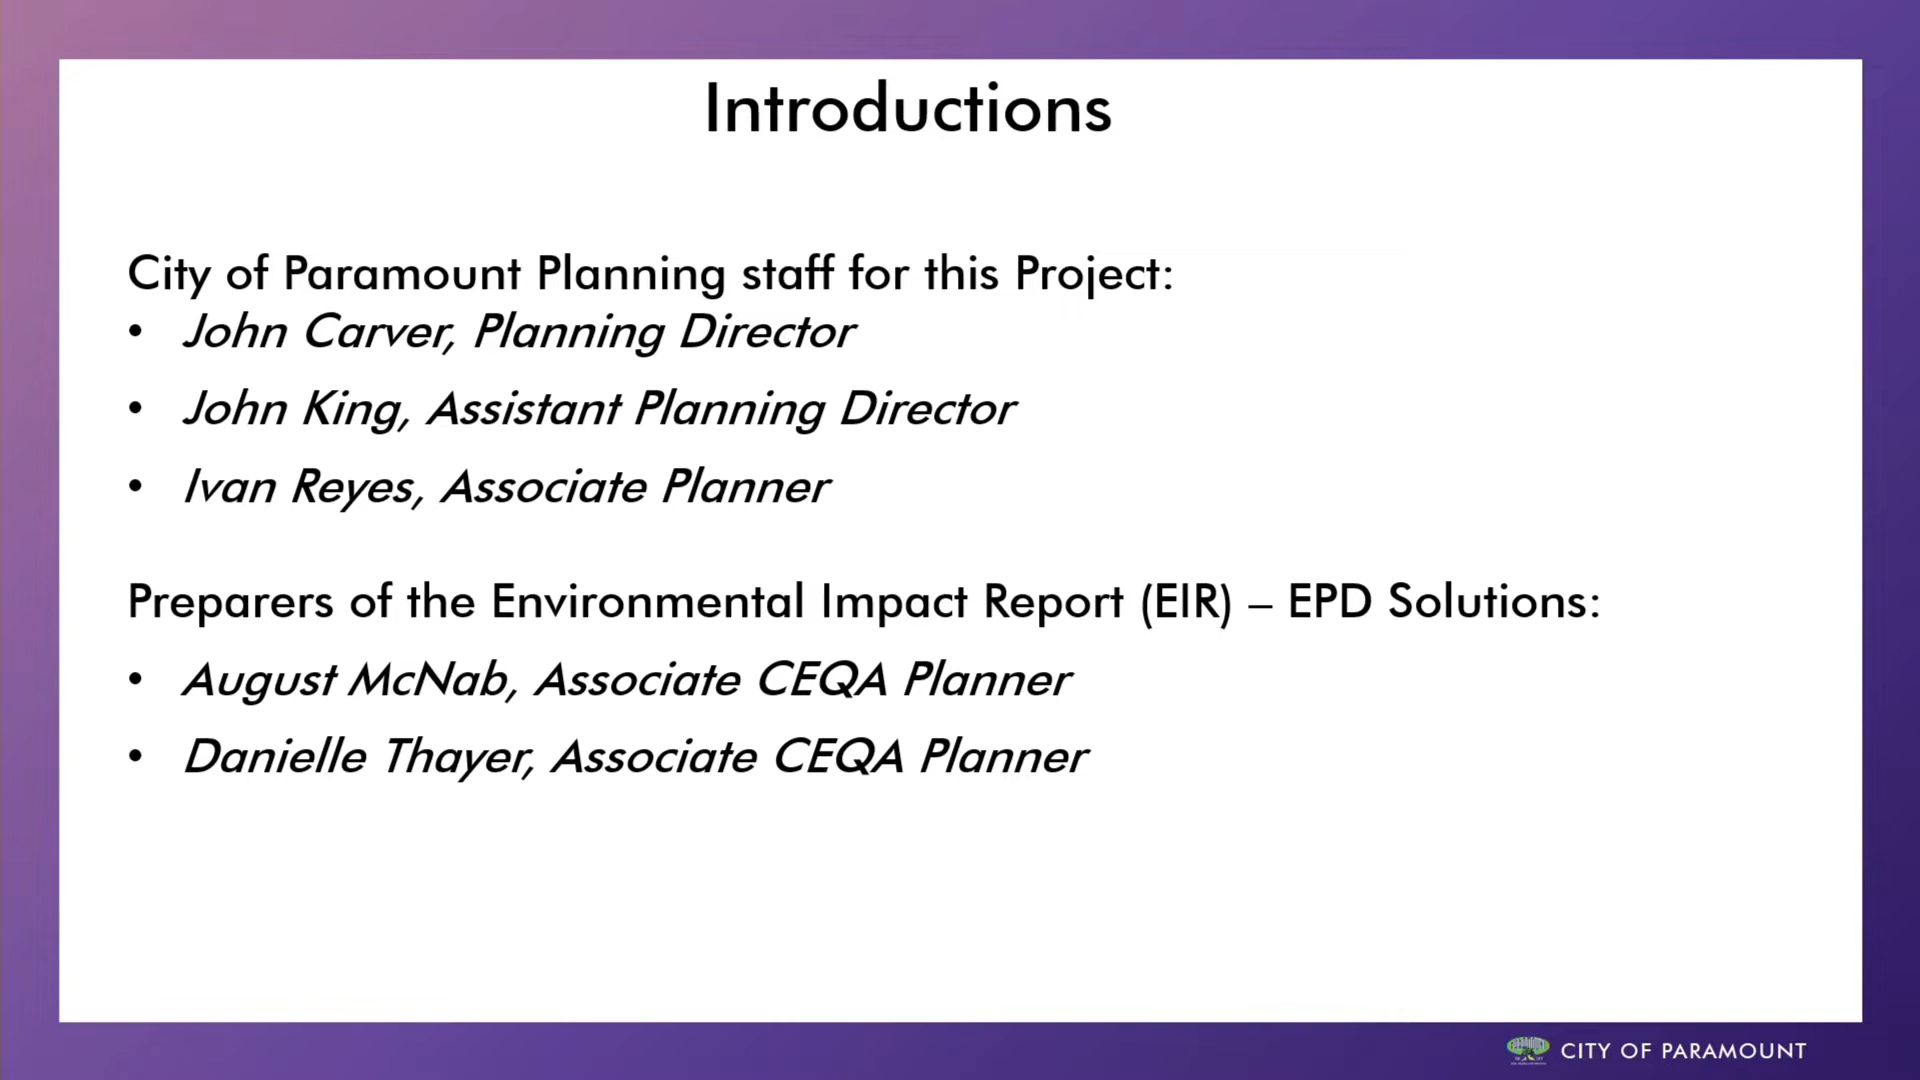 Introductions
City of Paramount Planning staff for this Project:
• John Carver, Planning Director
• John King, Assistant Planning Director
• Ivan Reyes, Associate Planner
Preparers of the Environmental Impact Report (EIR) – EPD Solutions:
• August McNab, Associate CEQA Planner
• Danielle Thayer, Associate CEQA Planner
CITY OF PARAMOUNT